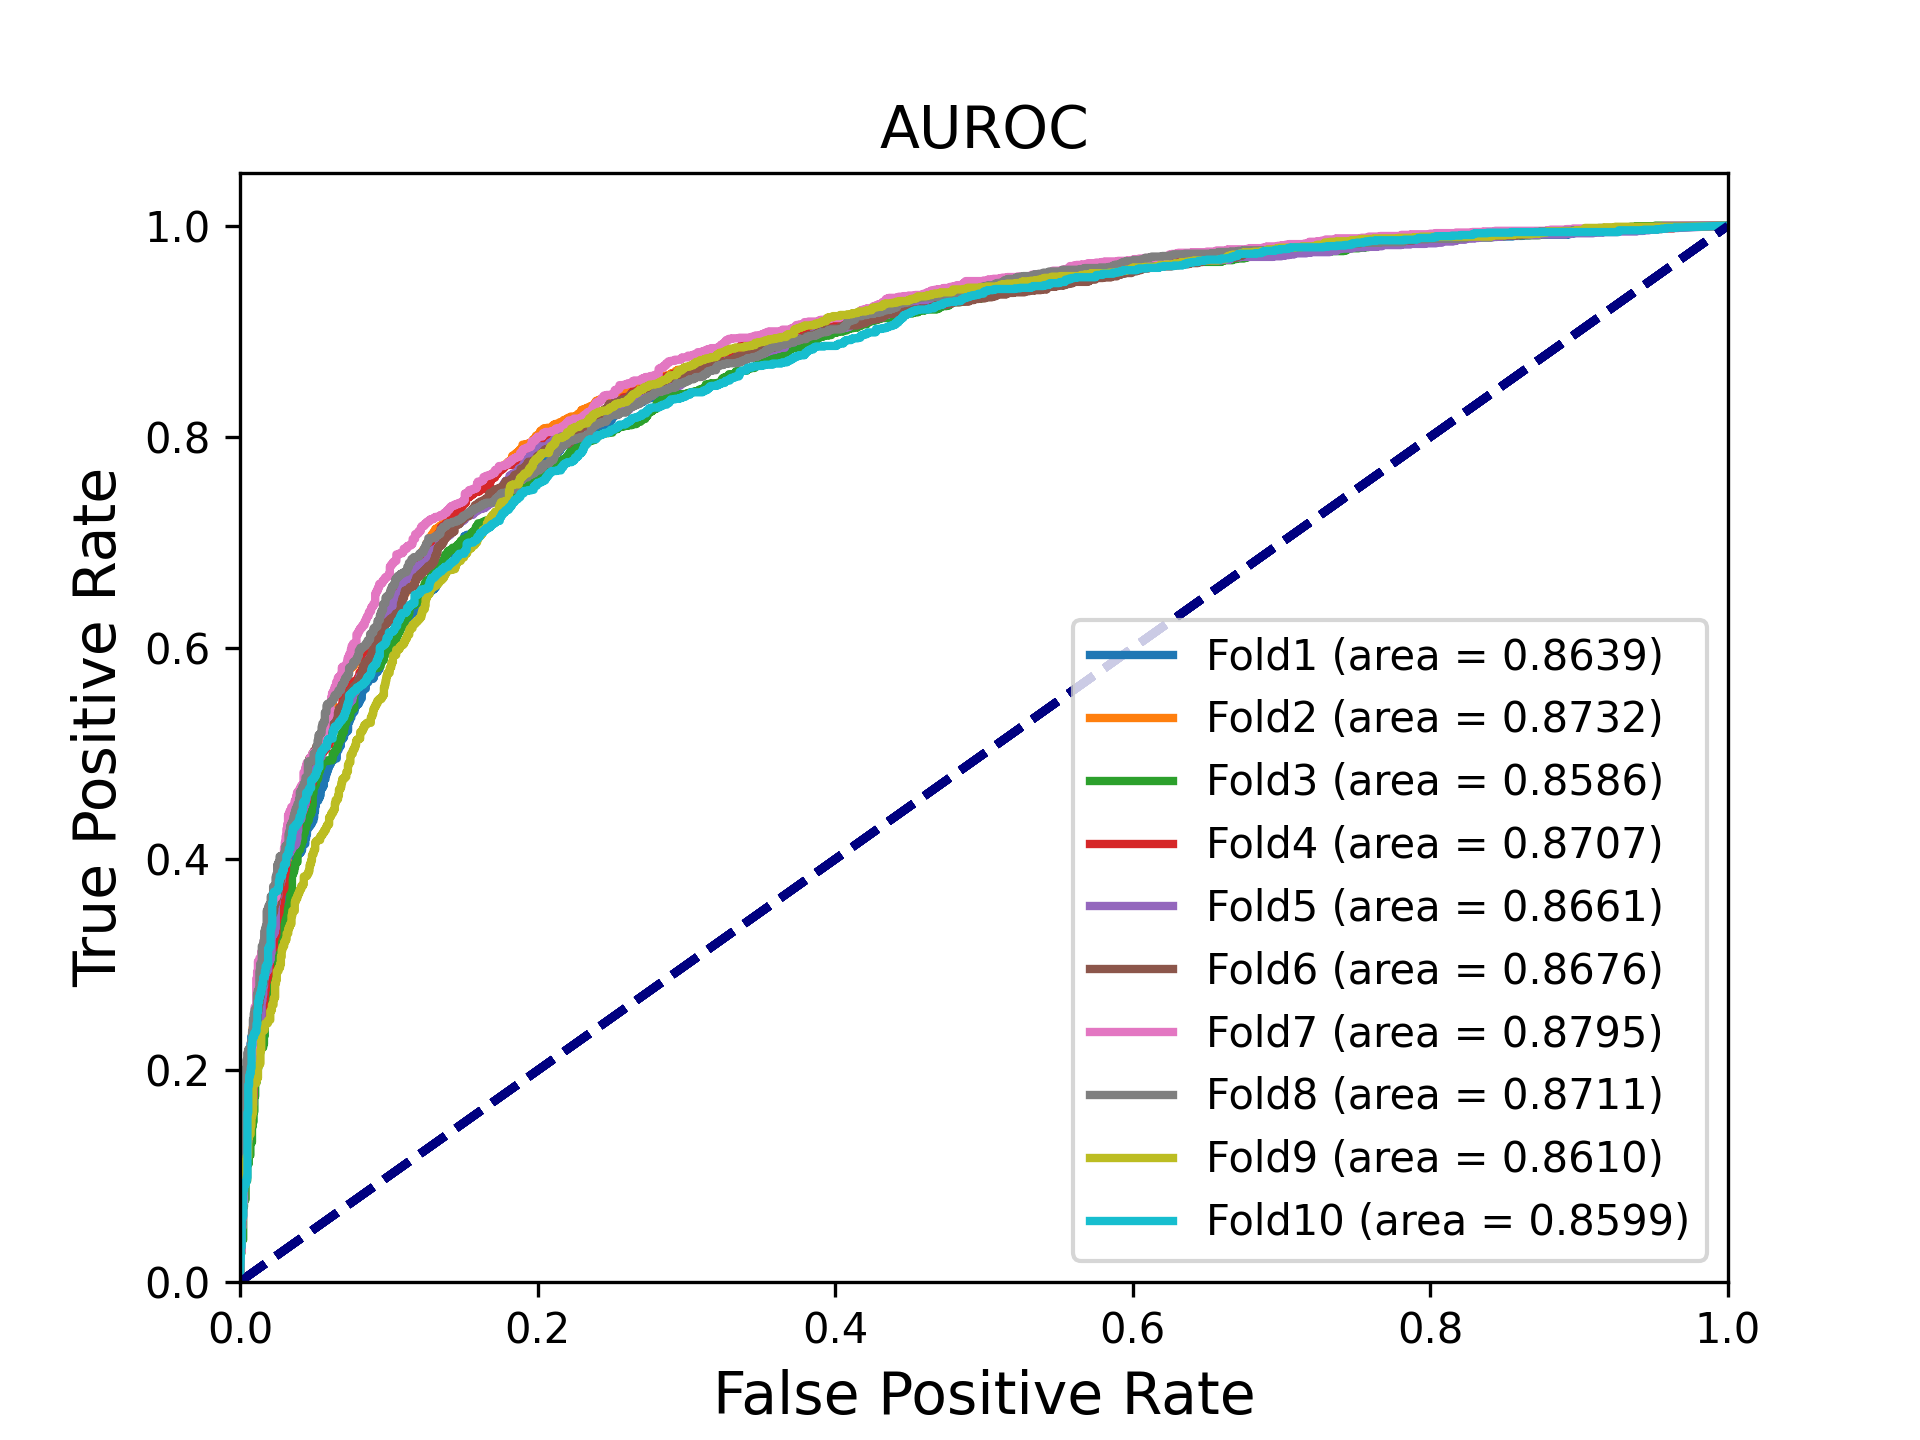 AUROC
True Positive Rate
1.0
0.8
0.6
0.4
0.2
0.0
Fold1 (area = 0.8639)
Fold2 (area = 0.8732)
Fold3 (area = 0.8586)
Fold4 (area = 0.8707)
Fold5 (area = 0.8661)
Fold6 (area = 0.8676)
Fold7 (area = 0.8795)
Fold8 (area = 0.8711)
Fold9 (area = 0.8610)
Fold10 (area = 0.8599)
0.0 0.2 0.4 0.6 0.8 1.0
False Positive Rate